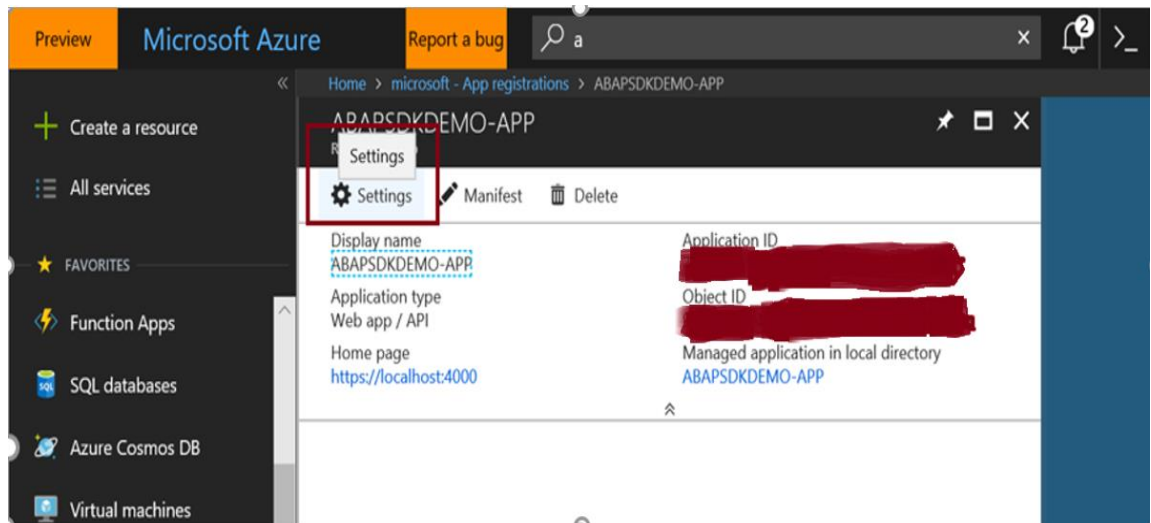 Preview
Microsoft Azure
Report a bug
a
2
Home > microsoft - App registrations > ABAPSDKDEMO-APP
Create a resource
All services
FAVORITES
Function Apps
SQL databases
Azure Cosmos DB
Virtual machines
ABAPSDKDEMO-APP
Settings
Settings
Manifest
Delete
Display name
ABAPSDKDEMO-APP
Application type
Web app / API
Home page
https://localhost:4000
Application ID
Object ID
Managed application in local directory
ABAPSDKDEMO-APP